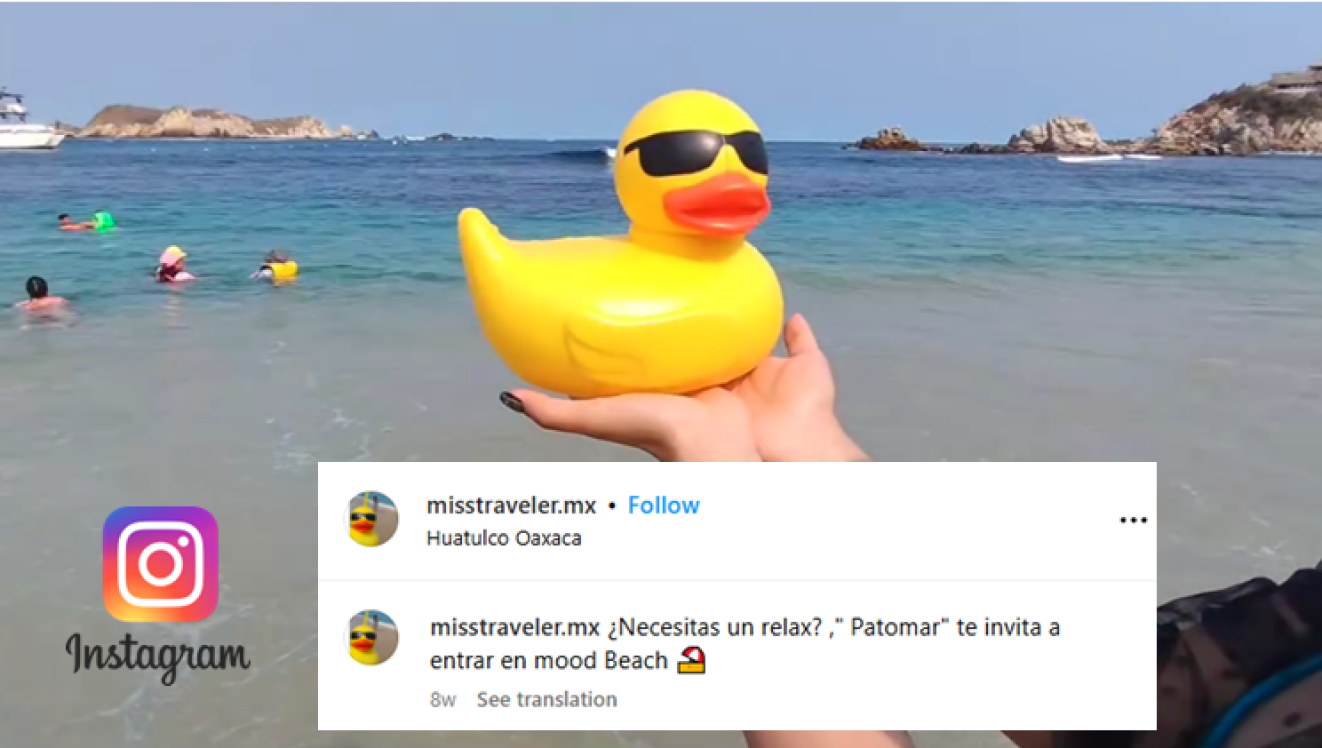 misstraveler.mx • Follow
Huatulco Oaxaca
Instagram
misstraveler.mx ¿Necesitas un relax? ," Patomar" te invita a
entrar en mood Beach
8w See translation